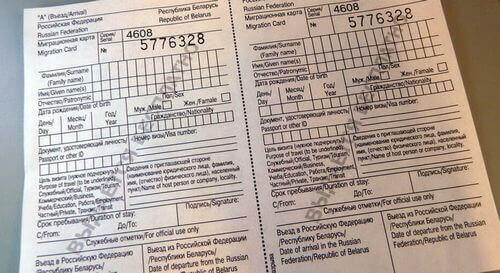 "А" (Въезд/Arrival)
Российская Федерация Республика Беларусь
Russian Federation Republic of Belarus
Миграционная карта Серия/Serial 4608
Migration Card № 5776328
Фамилия/Surname
(Family name)
Имя/Given name(s)
Отчество/Patronymic
Дата рождения/Date of birth Пол/Sex
День/Day Месяц/Month Год/Year Муж./Male Жен./Female
Гражданство/Nationality
Документ, удостоверяющий личность/ Номер визы/Visa number:
Passport or other ID
Цель визита (нужное подчеркнуть)/ Сведения о приглашающей стороне
Purpose of travel (to be underlined): (наименование юридического лица, фамилия,
Служебный/Official, Туризм/Tourism, имя, (отчество) физического лица), населенный
Коммерческий/Business, пункт/Name of host person or company, locality:
Учеба/Education, Работа/Employment,
Частный/Private, Транзит/Transit
Срок пребывания/Duration of stay: Подпись/Signature:
С/From: До/To:
Служебные отметки/For official use only
Въезд в Российскую Федерацию/ Выезд из Российской Федерации/
Республику Беларусь/ Республики Беларусь/
Date of arrival in the Russian Date of departure from the Russian
Federation/Republic of Belarus Federation/Republic of Belarus
Российская Федерация Республика Беларусь
Russian Federation Republic of Belarus
Миграционная карта Серия/Serial 4608
Migration Card № 5776328
Фамилия/Surname
(Family name)
Имя/Given name(s)
Отчество/Patronymic
Дата рождения/Date of birth Пол/Sex
День/Day Месяц/Month Год/Year Муж./Male Жен./Female
Гражданство/Nationality
Документ, удостоверяющий личность/ Номер визы/Visa number:
Passport or other ID
Цель визита (нужное подчеркнуть)/ Сведения о приглашающей стороне
Purpose of travel (to be underlined): (наименование юридического лица, фамилия,
Служебный/Official, Туризм/Tourism, имя, (отчество) физического лица), населенный
Коммерческий/Business, пункт/Name of host person or company, locality:
Учеба/Education, Работа/Employment,
Частный/Private, Транзит/Transit
Срок пребывания/Duration of stay: Подпись/Signature:
С/From: До/To:
Служебные отметки/For official use only
Въезд в Российскую Федерацию Выезд из Российской Федерации/
/Республику Беларусь/ Республики Беларусь/
Date of arrival in the Russian Date of departure from the Russian